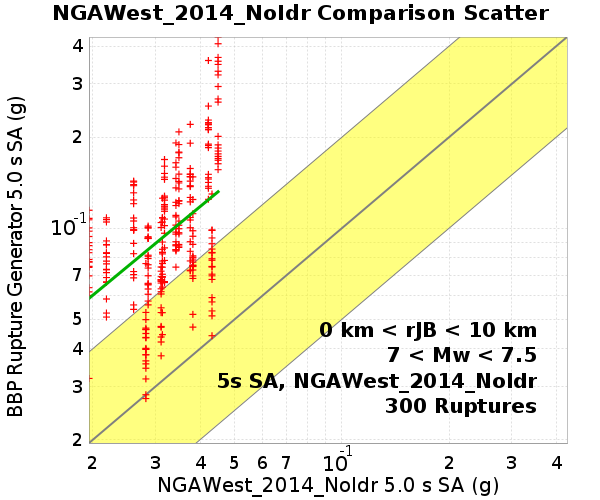 NGAWest_2014_NoIdr Comparison Scatter
BBP Rupture Generator 5.0 s SA (g)
4
3
2
10⁻¹
7
5
4
3
2
0 km < rJB < 10 km
7 < Mw < 7.5
5s SA, NGAWest_2014_NoIdr
300 Ruptures
2 3 4 5 6 7 10⁻¹ 2 3 4
NGAWest_2014_NoIdr 5.0 s SA (g)